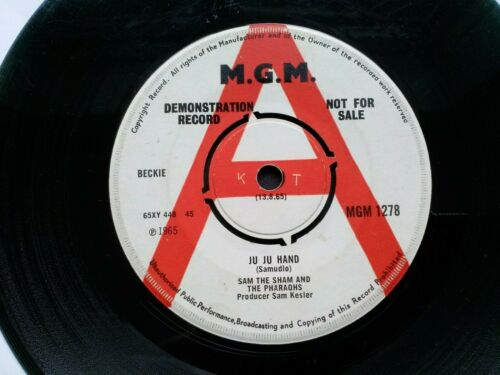 Copyright Record. All rights of the Manufacturer and of the Owner of the recorded work reserved.
M.G.M.
DEMONSTRATION RECORD
NOT FOR SALE
BECKIE
K T
(13.8.65)
65XY 448 45
MGM 1278
℗ 1965
JU JU HAND
(Samudio)
SAM THE SHAM AND
THE PHARAOHS
Producer Sam Kesler
Unauthorised Public Performance, Broadcasting and Copying of this Record Prohibited.
A